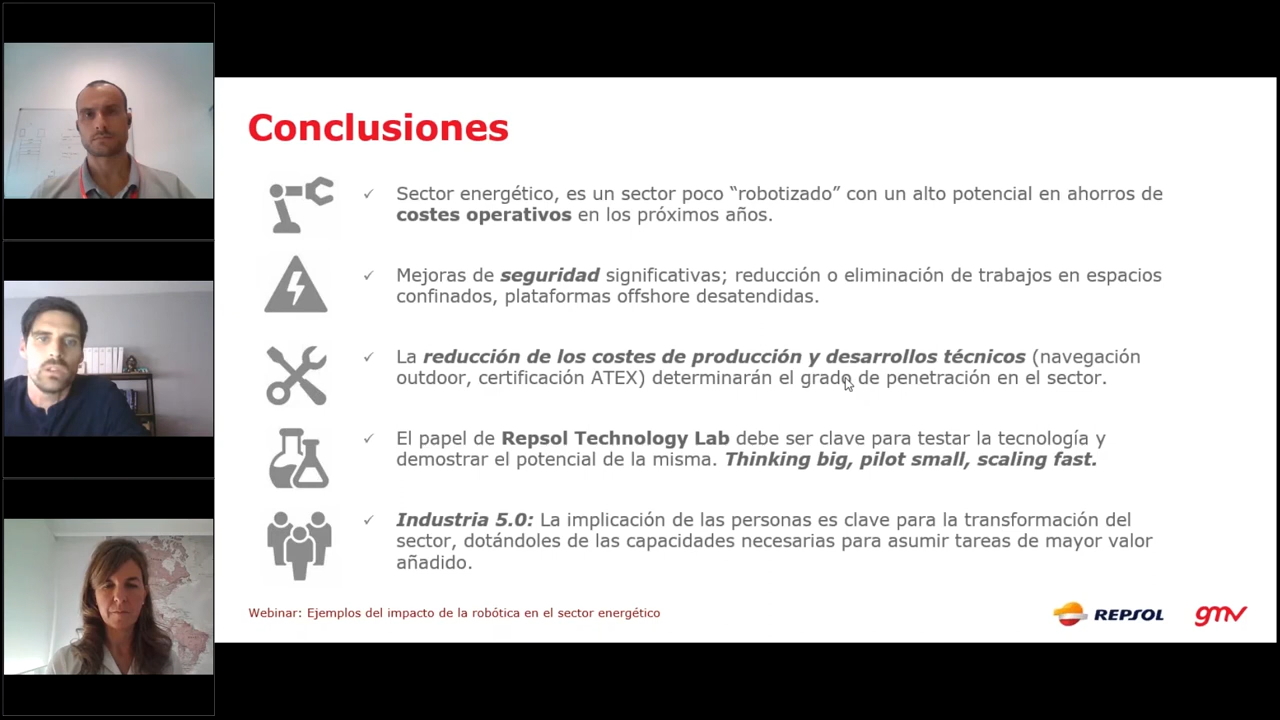 Conclusiones
✓ Sector energético, es un sector poco “robotizado” con un alto potencial en ahorros de
costes operativos en los próximos años.
✓ Mejoras de seguridad significativas; reducción o eliminación de trabajos en espacios
confinados, plataformas offshore desatendidas.
✓ La reducción de los costes de producción y desarrollos técnicos (navegación
outdoor, certificación ATEX) determinarán el grado de penetración en el sector.
✓ El papel de Repsol Technology Lab debe ser clave para testar la tecnología y
demostrar el potencial de la misma. Thinking big, pilot small, scaling fast.
✓ Industria 5.0: La implicación de las personas es clave para la transformación del
sector, dotándoles de las capacidades necesarias para asumir tareas de mayor valor
añadido.
Webinar: Ejemplos del impacto de la robótica en el sector energético
REPSOL gmv